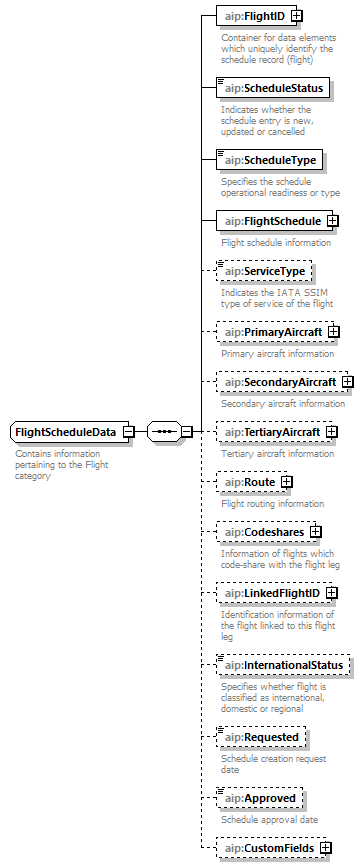 aip:FlightID
Container for data elements
which uniquely identify the
schedule record (flight)
aip:ScheduleStatus
Indicates whether the
schedule entry is new,
updated or cancelled
aip:ScheduleType
Specifies the schedule
operational readiness or type
aip:FlightSchedule
Flight schedule information
aip:ServiceType
Indicates the IATA SSIM
type of service of the flight
aip:PrimaryAircraft
Primary aircraft information
aip:SecondaryAircraft
Secondary aircraft information
FlightScheduleData
Contains information
pertaining to the Flight
category
aip:TertiaryAircraft
Tertiary aircraft information
aip:Route
Flight routing information
aip:Codeshares
Information of flights which
code-share with the flight leg
aip:LinkedFlightID
Identification information of
the flight linked to this flight
leg
aip:InternationalStatus
Specifies whether flight is
classified as international,
domestic or regional
aip:Requested
Schedule creation request
date
aip:Approved
Schedule approval date
aip:CustomFields